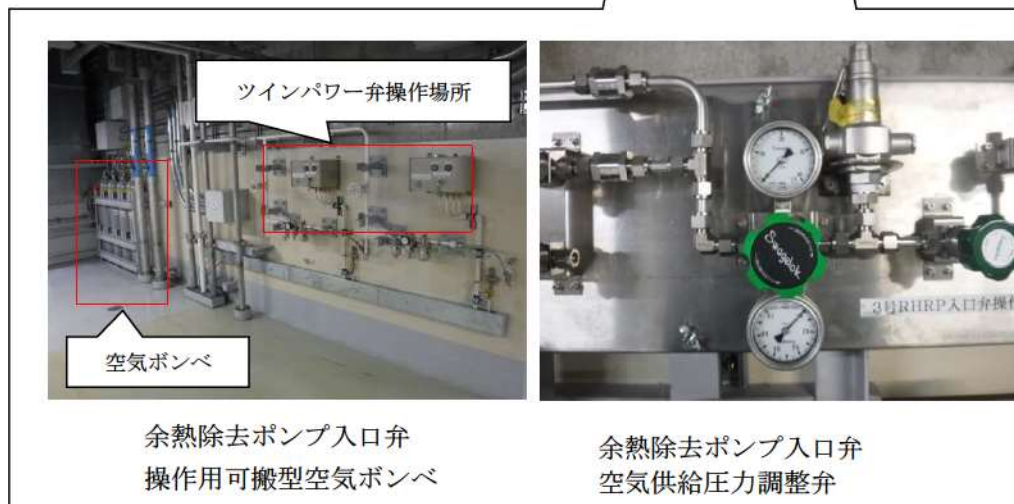 ツインパワー弁操作場所
空気ボンベ
Swagelok
3号RHRP入口弁操作
余熱除去ポンプ入口弁
操作用可搬型空気ボンベ
余熱除去ポンプ入口弁
空気供給圧力調整弁